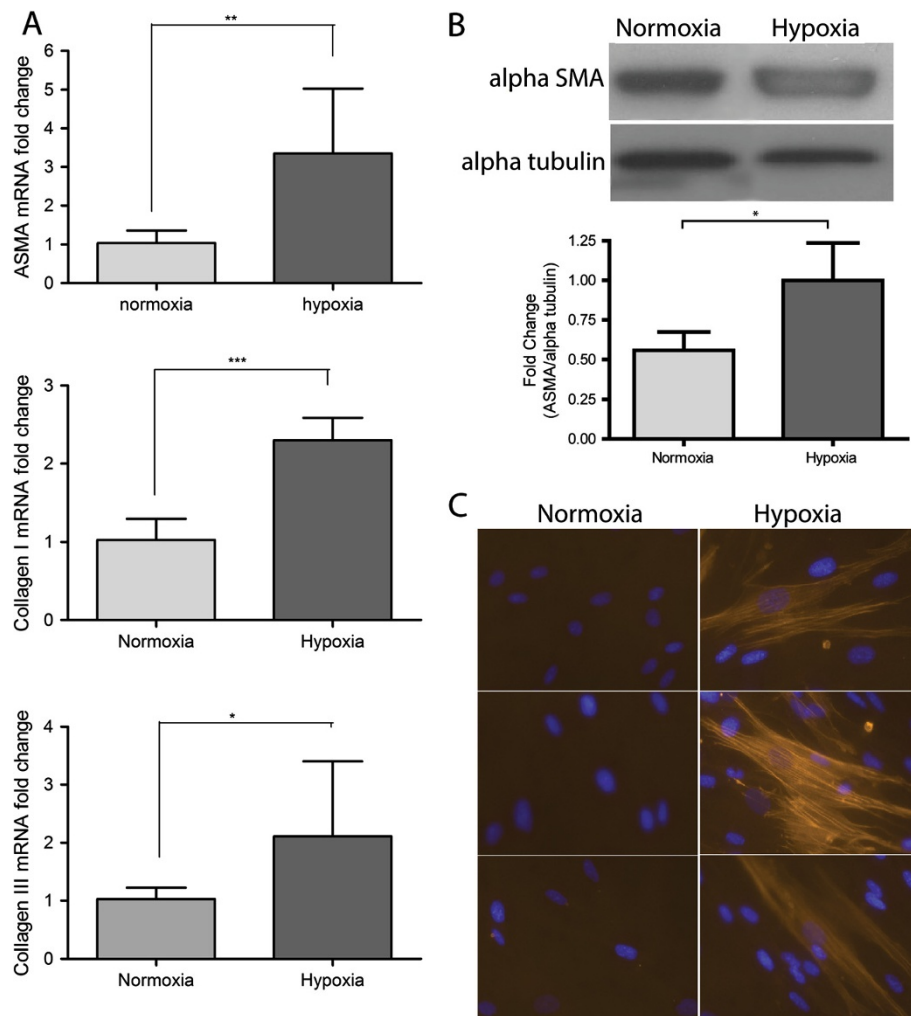 A
**
ASMA mRNA fold change
6
5
4
3
2
1
0
normoxia
hypoxia
***
Collagen I mRNA fold change
3
2
1
0
Normoxia
Hypoxia
*
Collagen III mRNA fold change
4
3
2
1
0
Normoxia
Hypoxia
B
Normoxia
Hypoxia
alpha SMA
alpha tubulin
*
Fold Change
(ASMA/alpha tubulin)
1.25
1.00
0.75
0.50
0.25
0.00
Normoxia
Hypoxia
C
Normoxia
Hypoxia